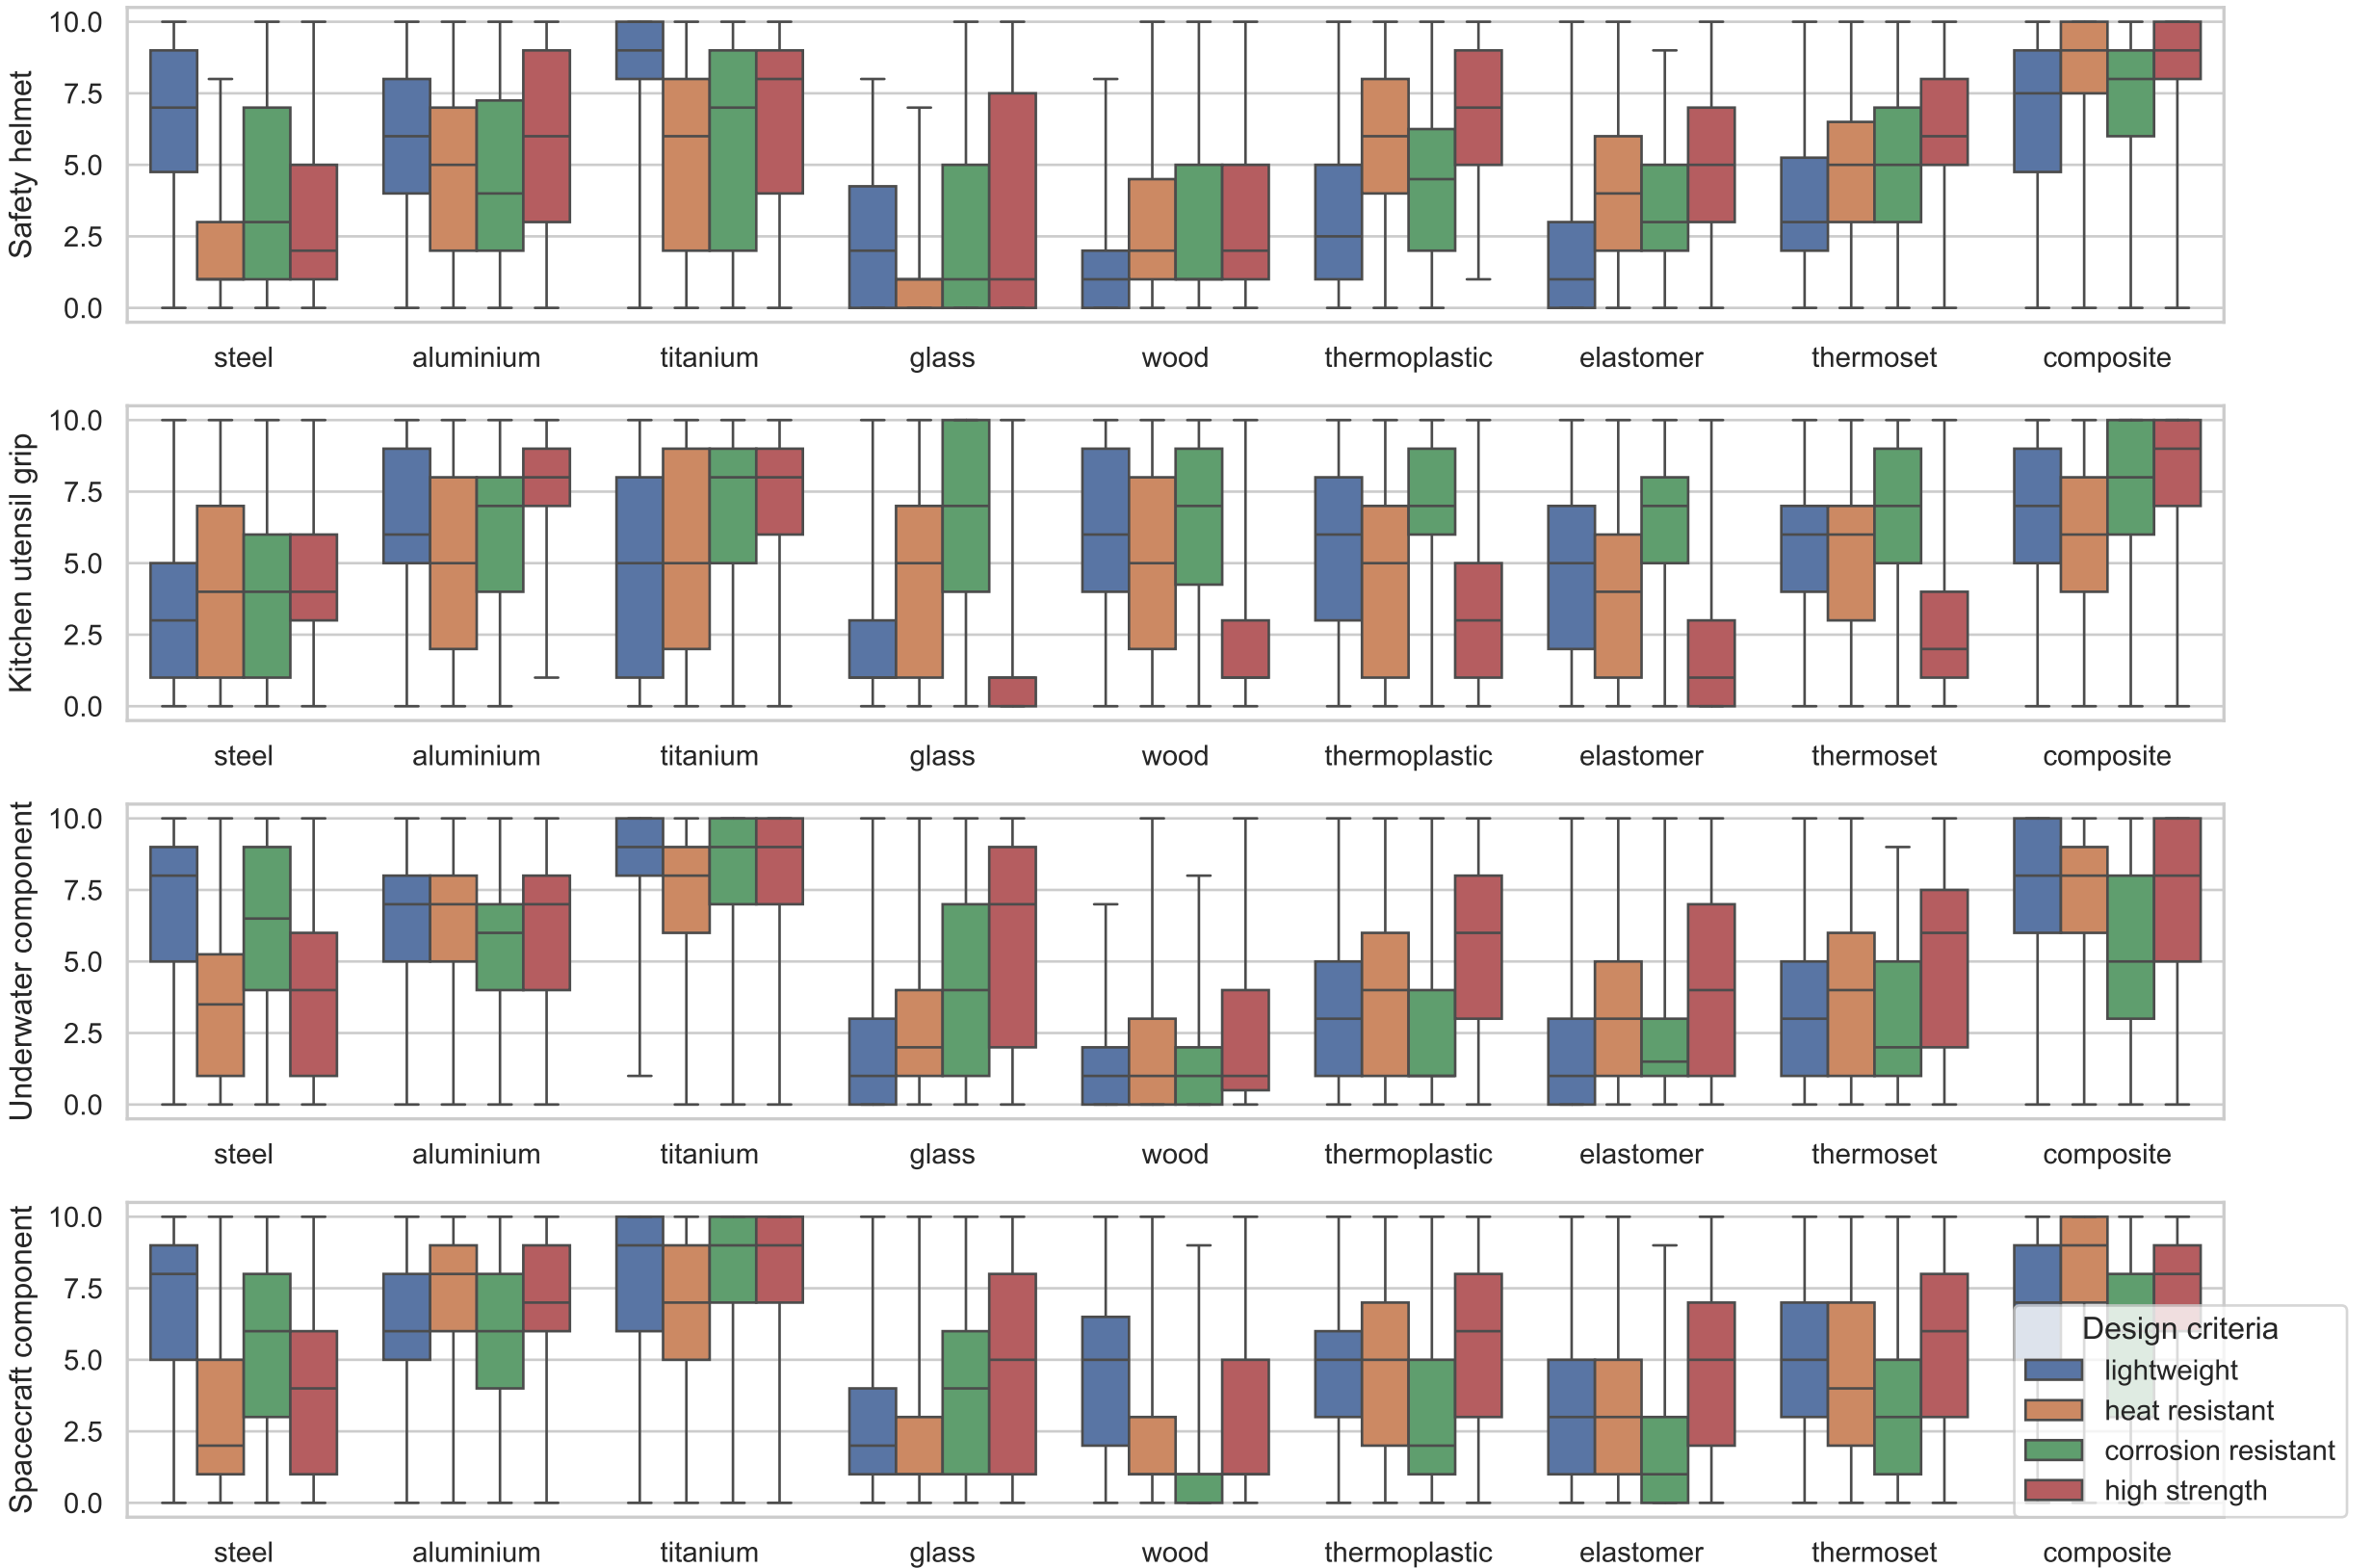 Safety helmet
10.0
7.5
5.0
2.5
0.0
steel aluminium titanium glass wood thermoplastic elastomer thermoset composite
Kitchen utensil grip
10.0
7.5
5.0
2.5
0.0
steel aluminium titanium glass wood thermoplastic elastomer thermoset composite
Underwater component
10.0
7.5
5.0
2.5
0.0
steel aluminium titanium glass wood thermoplastic elastomer thermoset composite
Spacecraft component
10.0
7.5
5.0
2.5
0.0
steel aluminium titanium glass wood thermoplastic elastomer thermoset composite
Design criteria
lightweight
heat resistant
corrosion resistant
high strength